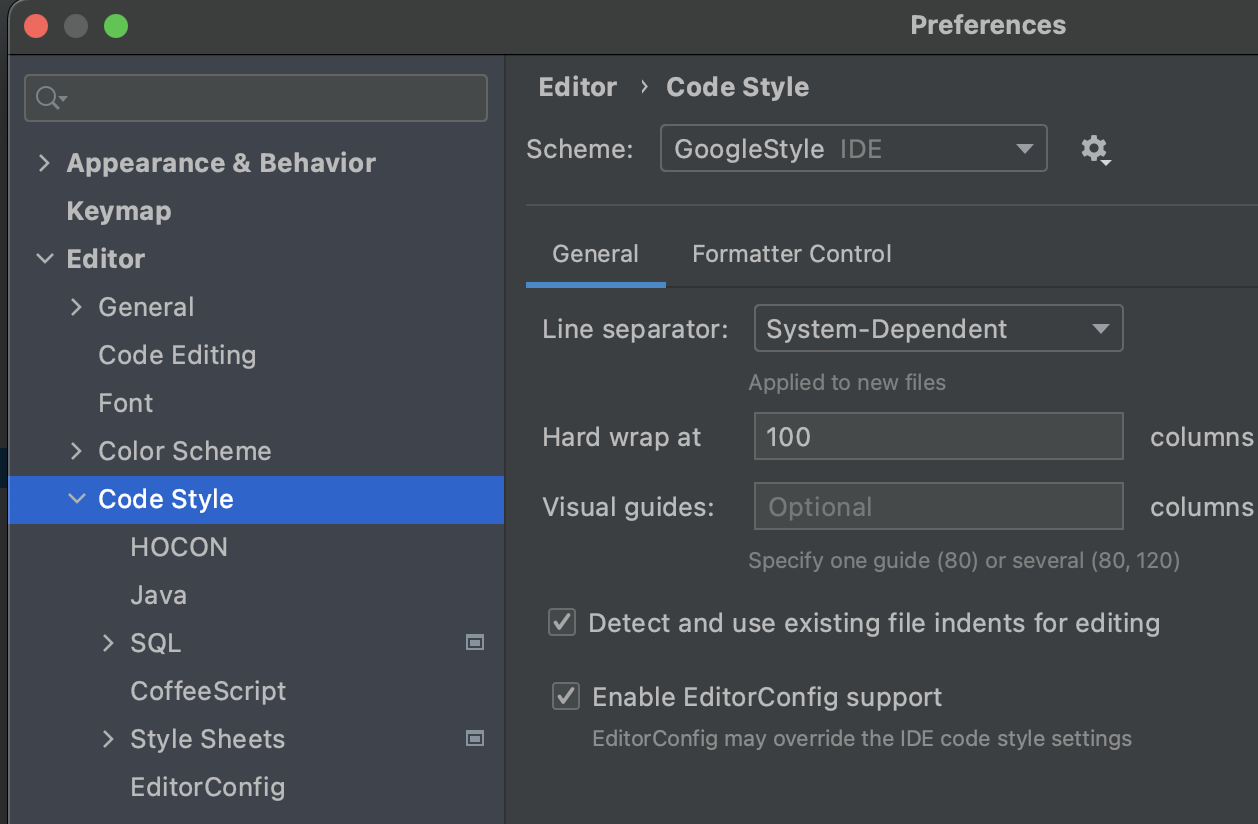 Preferences
Appearance & Behavior
Keymap
Editor
General
Code Editing
Font
Color Scheme
Code Style
HOCON
Java
SQL
CoffeeScript
Style Sheets
EditorConfig
Editor › Code Style
Scheme: GoogleStyle IDE
General Formatter Control
Line separator: System-Dependent
Applied to new files
Hard wrap at 100 columns
Visual guides: Optional columns
Specify one guide (80) or several (80, 120)
Detect and use existing file indents for editing
Enable EditorConfig support
EditorConfig may override the IDE code style settings